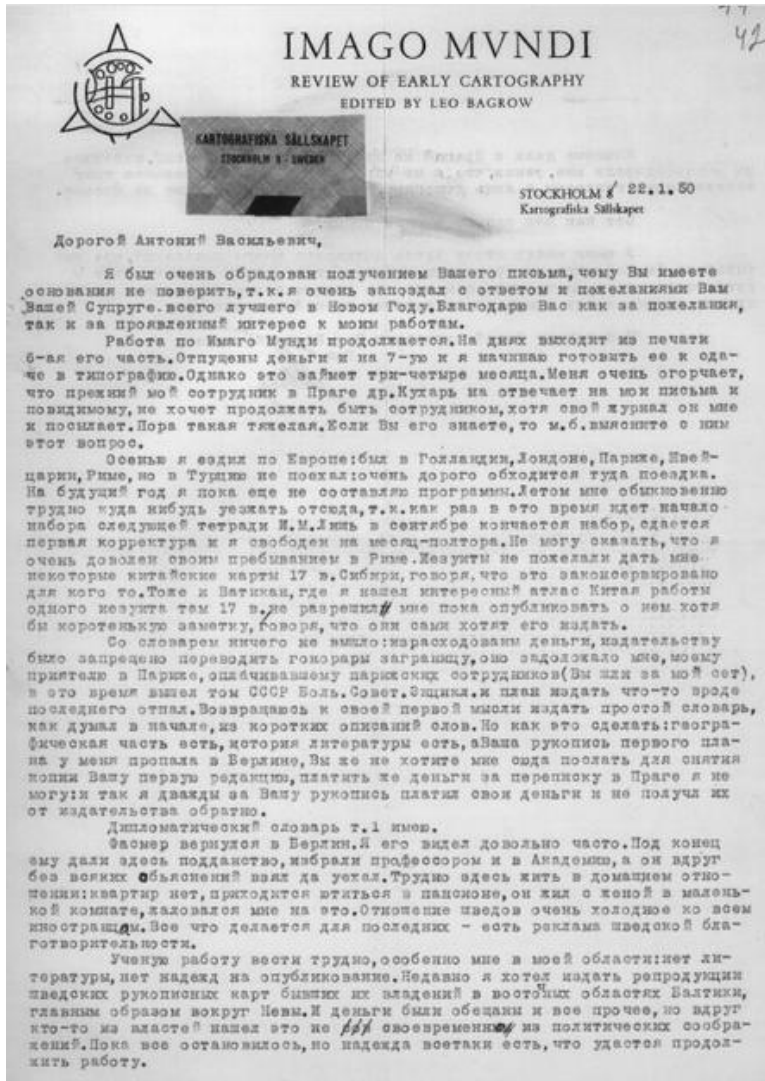 42
IMAGO MVNDI
REVIEW OF EARLY CARTOGRAPHY
EDITED BY LEO BAGROW
KARTOGRAFISKA SÄLLSKAPET
STOCKHOLM 8 - SWEDEN
STOCKHOLM 8 22.1.50
Kartografiska Sällskapet
Дорогой Антоний Васильевич,
Я был очень обрадован получением Вашего письма, чему Вы имеете
основания не поверить,т.к.я очень запоздал с ответом и пожеланиями Вам
Вашей Супруге всего лучшего в Новом Году.Благодарю Вас как за пожелания,
так и за проявленный интерес к моим работам.
Работа по Имаго Мунди продолжается.На днях выходит из печати
6-ая его часть.Отпущены деньги и на 7-ую и я начинаю готовить ее к сда-
че в типографию.Однако это займет три-четыре месяца.Меня очень огорчает,
что прежний мой сотрудник в Праге др.Кухарь на отвечает на мои письма и
повидимому, не хочет продолжать быть сотрудником,хотя свой журнал он мне
и посылает.Пора такая тяжелая.Если Вы его знаете,то м.б.выясните с ним
этот вопрос.
Осенью я ездил по Европе:был в Голландии,Лондоне,Париже,Швей-
царии,Риме,но в Турцию не поехал:очень дорого обходится туда поездка.
На будущий год я пока еще не составляю программы.Летом мне обыкновенно
трудно куда нибудь уезжать отсюда,т.к.как раз в это время идет начало
набора следующей тетради И.М.Лишь в сентябре кончается набор,сдается
первая корректура и я свободен на месяц-полтора.Не могу сказать,что я
очень доволен своим пребыванием в Риме.Иезуиты не пожелали дать мне
некоторые китайские карты 17 в.Сибири,говоря,что это законсервировано
для кого то.Тоже и Ватикан,где я нашел интересный атлас Китая работы
одного иезуита там 17 в.не разрешил мне пока опубликовать о нем хотя
бы коротенькую заметку,говоря,что они сами хотят его издать.
Со словарем ничего не вышло:израсходованы деньги,издательству
было запрещено переводить гонорары заграницу,оно задолжало мне,моему
приятелю в Париже,оплачивавшему парижских сотрудников(Вы шли за мой сет),
в это время вышел том СССР Боль.Совет.Энцикл.и план издать что-то вроде
последнего отпал.Возвращаюсь к своей первой мысли издать простой словарь,
как думал в начале,из коротких описаний слов.Но как это сделать:геогра-
фическая часть есть,история литературы есть,аВаша рукопись первого пла-
на у меня пропала в Берлине,Вы же не хотите мне сюда послать для снятия
копии Вашу первую редакцию,платить же деньги за переписку в Праге я не
могу:и так я дважды за Вашу рукопись платил свои деньги и не получл их
от издательства обратно.
Дипломатический словарь т.1 имею.
Фасмер вернулся в Берлин.Я его видел довольно часто.Под конец
ему дали здесь подданство,избрали профессором и в Академию,а он вдруг
без всяких объяснений взял да уехал.Трудно здесь жить в домашнем отно-
шении:квартир нет,приходится ютиться в пансионе,он жил с женой в малень-
кой комнате,жаловался мне на это.Отношение шведов очень холодное ко всем
иностранцам.Все что делается для последних - есть реклама шведской бла-
готворительности.
Ученую работу вести трудно,особенно мне в моей области:нет ли-
тературы,нет надежд на опубликование.Недавно я хотел издать репродукции
шведских рукописных карт бывших их владений в восточных областях Балтики,
главным образом вокруг Невы.И деньги были обещаны и все прочее,но вдруг
кто-то из властей нашел это не своевременным из политических сообра-
жений.Пока все остановилось,но надежда всетаки есть,что удастся продол-
жить работу.